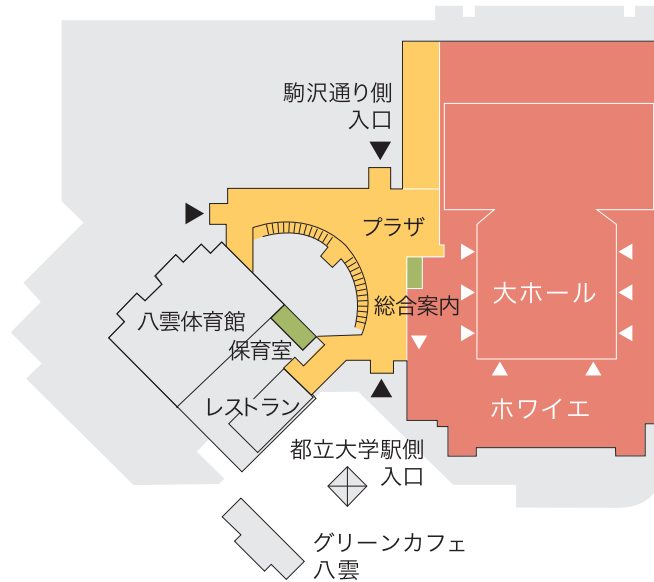 駒沢通り側
入口
プラザ
大ホール
総合案内
八雲体育館
保育室
レストラン
ホワイエ
都立大学駅側
入口
グリーンカフェ
八雲